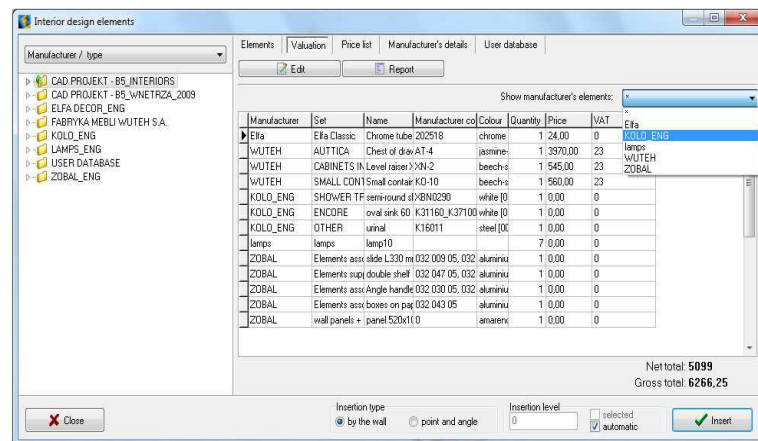 Interior design elements
Manufacturer / type
CAD PROJEKT - B5_INTERIORS
CAD PROJEKT - B5_WNETRZA_2009
ELFA DECOR_ENG
FABRYKA MEBLI WUTEH S.A.
KOLO_ENG
LAMPS_ENG
USER DATABASE
ZOBAL_ENG
Elements Valuation Price list Manufacturer's details User database
Edit Report
Show manufacturer's elements: *
*
Elfa
KOLO_ENG
lamps
WUTEH
ZOBAL
Manufacturer Set Name Manufacturer co Colour Quantity Price VAT
Elfa Elfa Classic Chrome tube 202518 chrome 1 24,00 0
WUTEH AUTTICA Chest of drav AT-4 jasmine- 1 3970,00 23
WUTEH CABINETS IN Level raiser XN-2 beech-s 1 545,00 23
WUTEH SMALL CONT Small contair KO-10 beech-s 1 560,00 23
KOLO_ENG SHOWER TF semi-round sl XBN0290 white [0 1 0,00 0
KOLO_ENG ENCORE oval sink 60 K31160_K37100 white [0 1 0,00 0
KOLO_ENG OTHER urinal K16011 steel [00 1 0,00 0
lamps lamps lamp10 7 0,00 0
ZOBAL Elements asso slide L330 m 032 009 05, 032 aluminiu 1 0,00 0
ZOBAL Elements supp double shelf 032 047 05, 032 aluminiu 1 0,00 0
ZOBAL Elements asso Angle handle 032 030 05, 032 aluminiu 1 0,00 0
ZOBAL Elements asso boxes on pap 032 043 05 aluminiu 1 0,00 0
ZOBAL wall panels + panel 520x1 0 amarenc 1 0,00 0
Net total: 5099
Gross total: 6266,25
Close
Insertion type
by the wall point and angle
Insertion level
0
selected
automatic
Insert